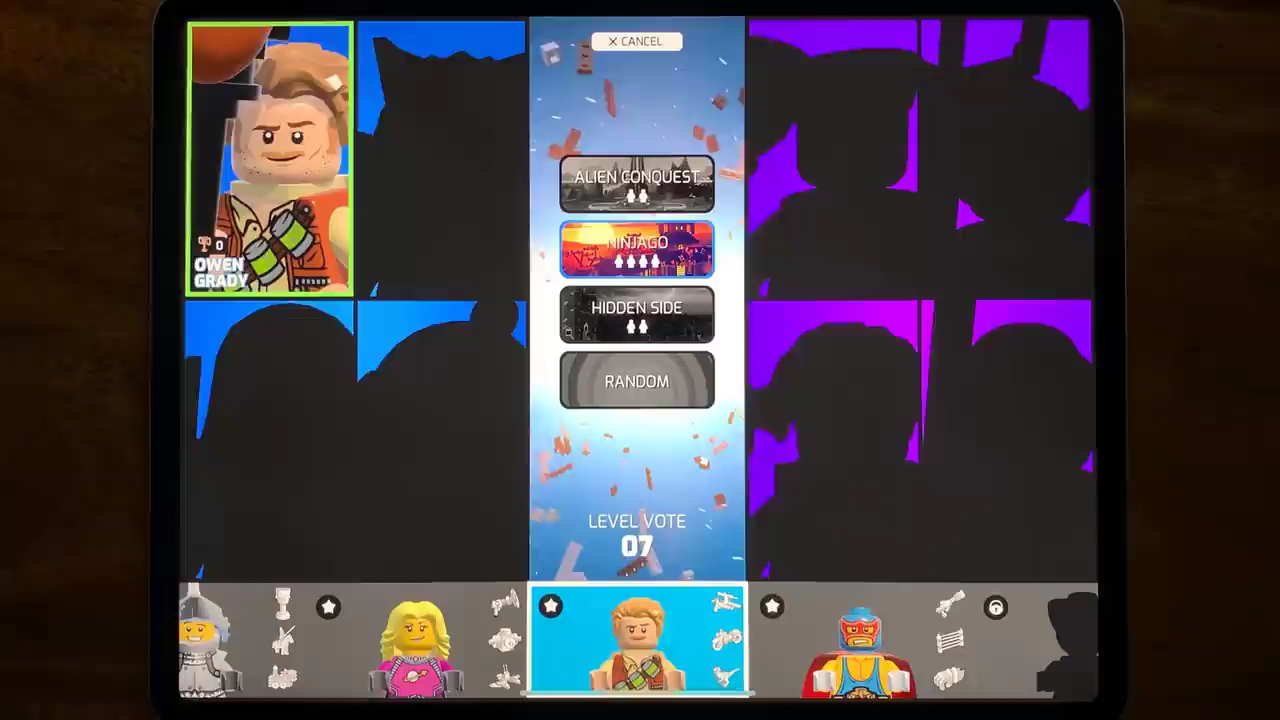 0
OWEN
GRADY
X CANCEL
ALIEN CONQUEST
NINJAGO
HIDDEN SIDE
RANDOM
LEVEL VOTE
07